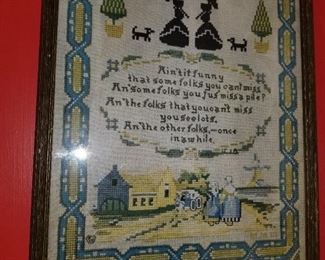 Ain't it funny
that some folks you can't miss
An' some folks you jus' miss a pile?
An' the folks that you can't miss
you see lots,
An' the other folks,—once
in a while.